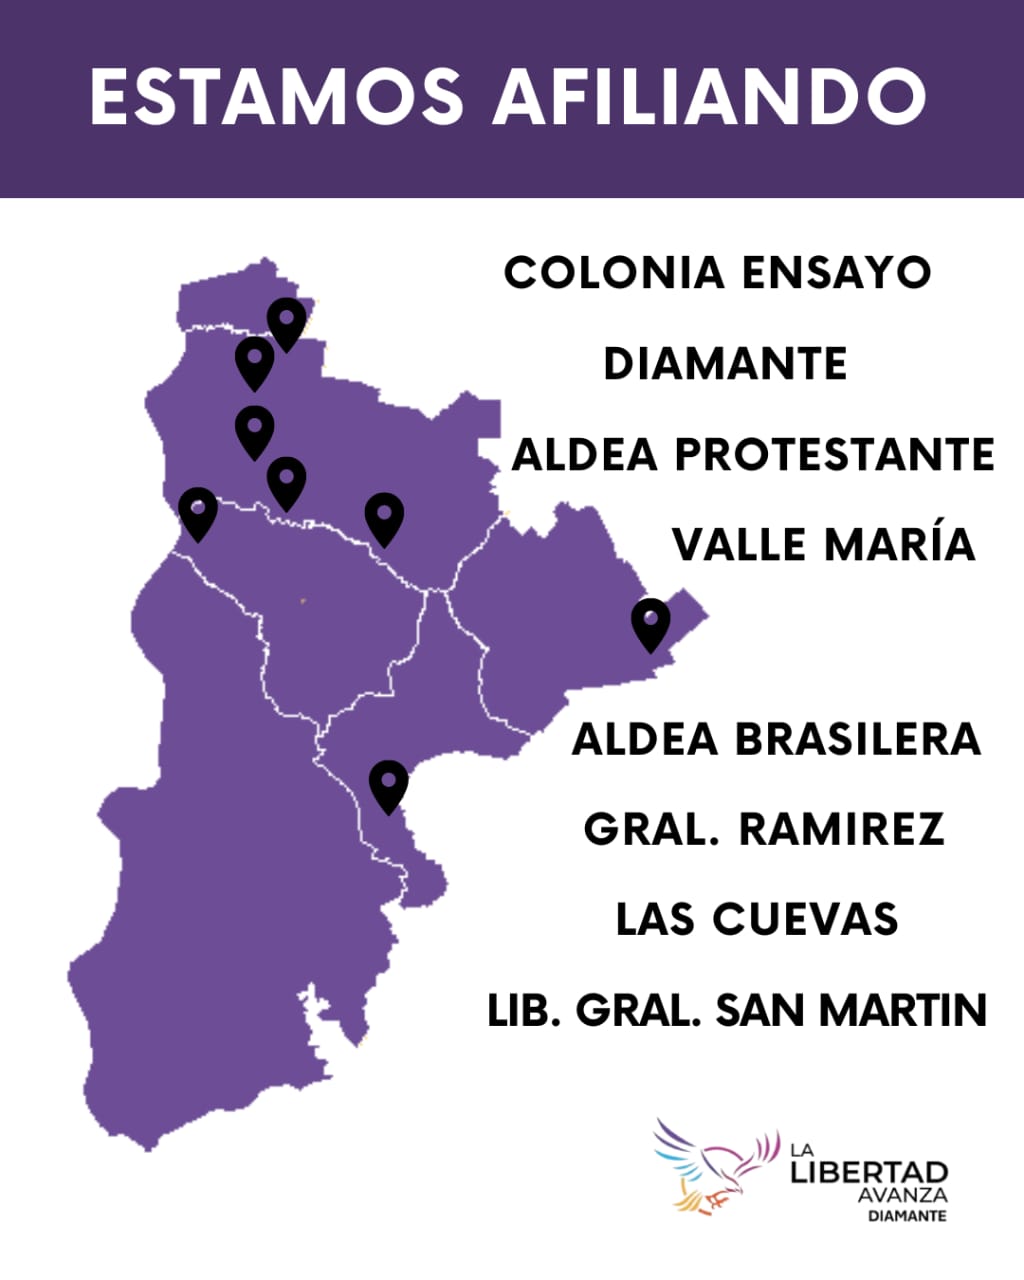 ESTAMOS AFILIANDO
COLONIA ENSAYO
DIAMANTE
ALDEA PROTESTANTE
VALLE MARÍA
ALDEA BRASILERA
GRAL. RAMIREZ
LAS CUEVAS
LIB. GRAL. SAN MARTIN
LA
LIBERTAD
AVANZA
DIAMANTE